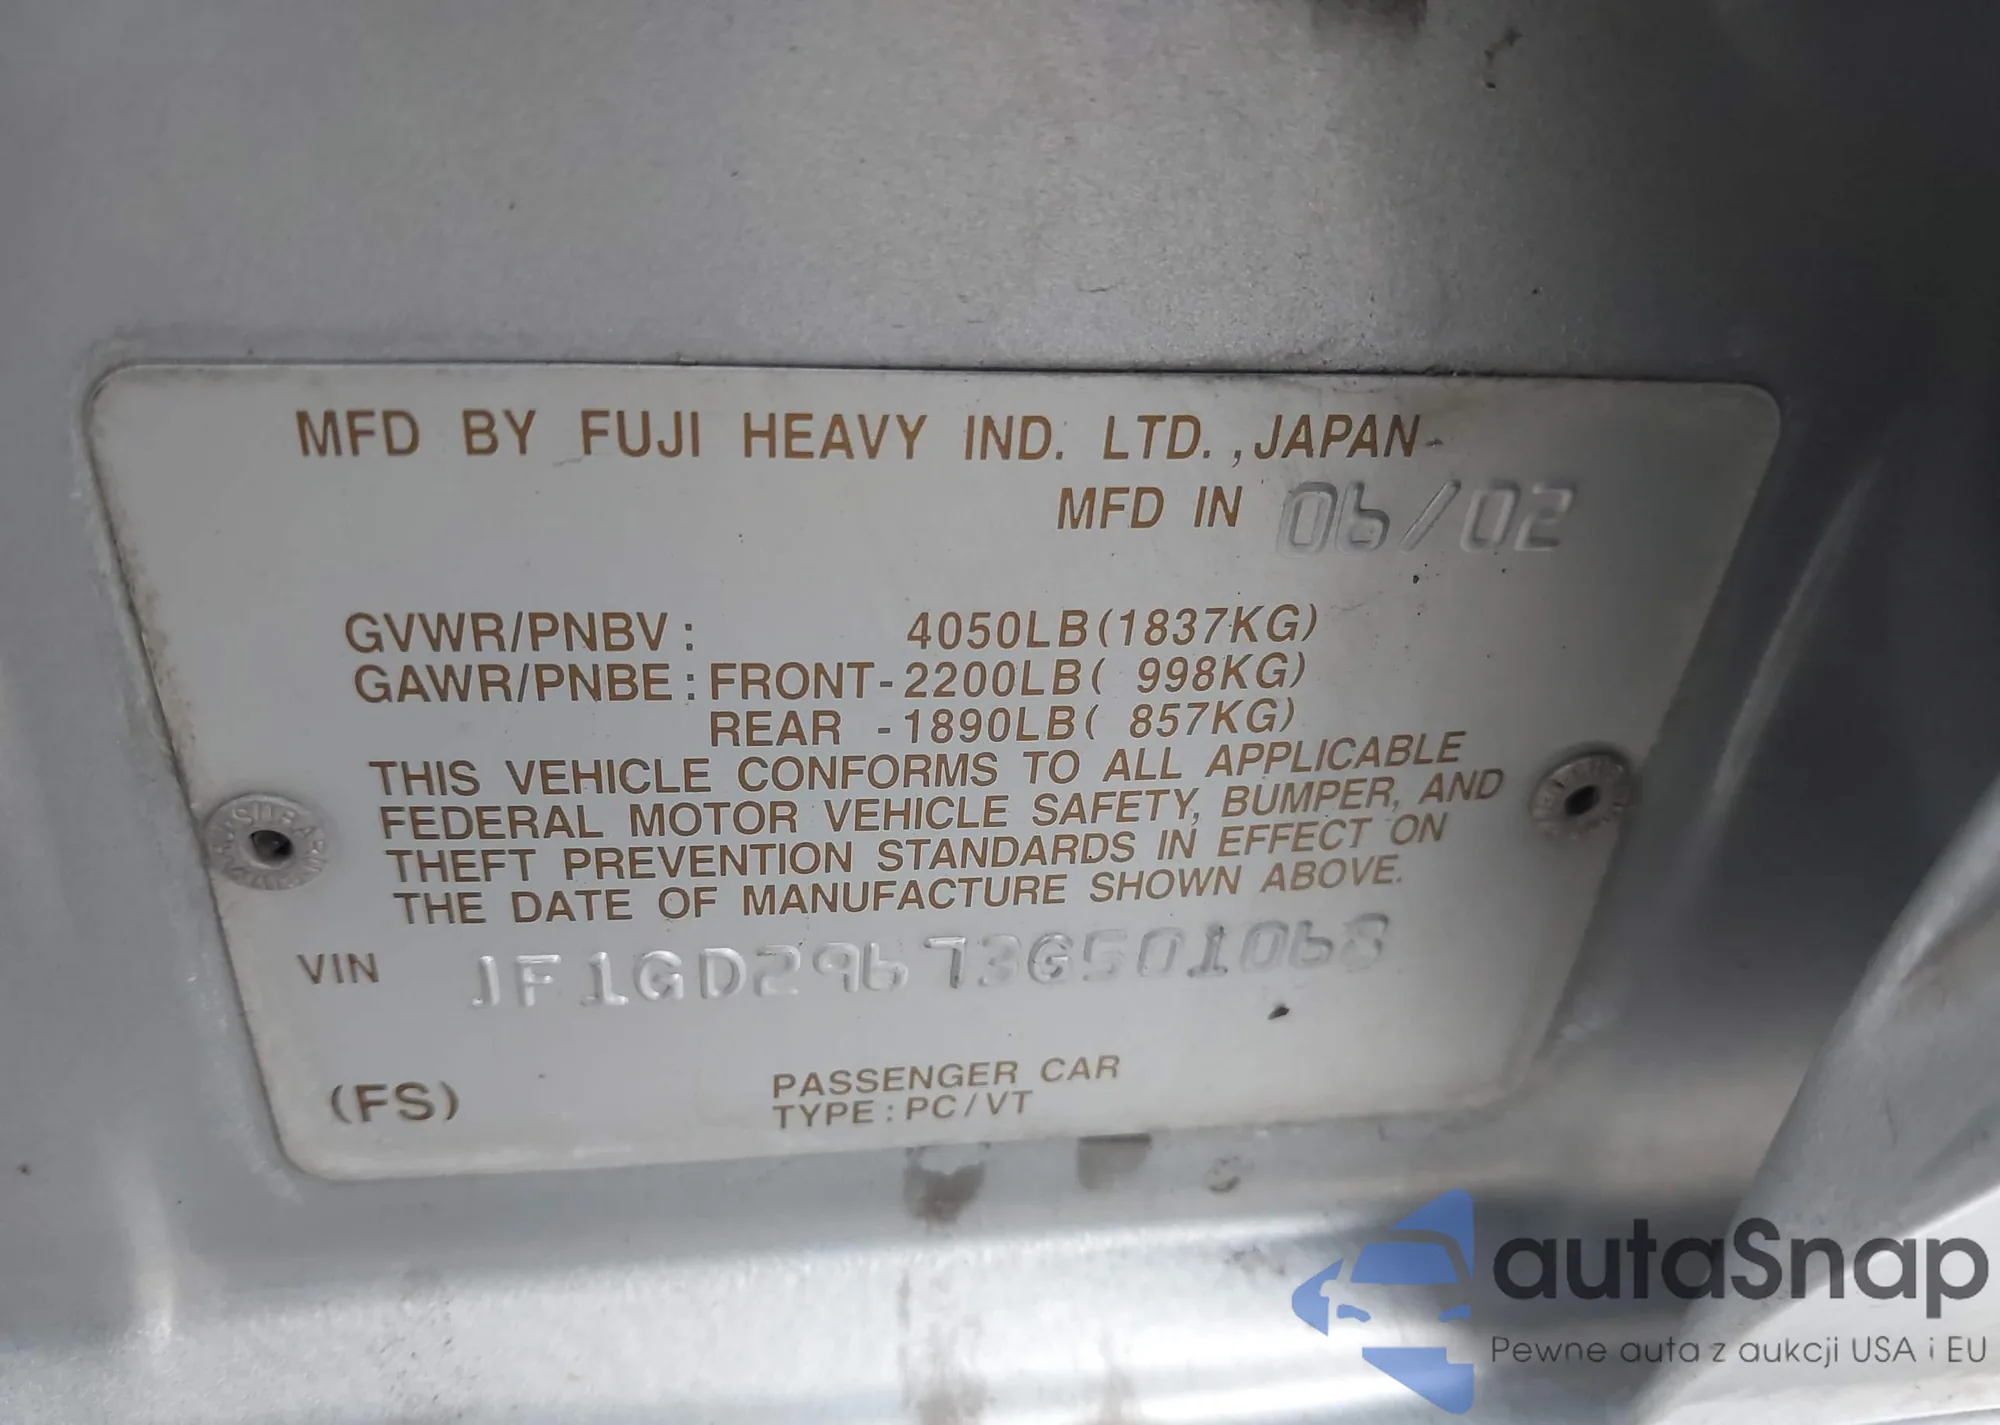 MFD BY FUJI HEAVY IND. LTD., JAPAN
MFD IN 06/02
GVWR/PNBV: 4050LB(1837KG)
GAWR/PNBE: FRONT-2200LB( 998KG)
REAR -1890LB( 857KG)
THIS VEHICLE CONFORMS TO ALL APPLICABLE
FEDERAL MOTOR VEHICLE SAFETY, BUMPER, AND
THEFT PREVENTION STANDARDS IN EFFECT ON
THE DATE OF MANUFACTURE SHOWN ABOVE.
VIN JF1GD29673G501068
(FS)
PASSENGER CAR
TYPE: PC/VT
autaSnap
Pewne auta z aukcji USA i EU